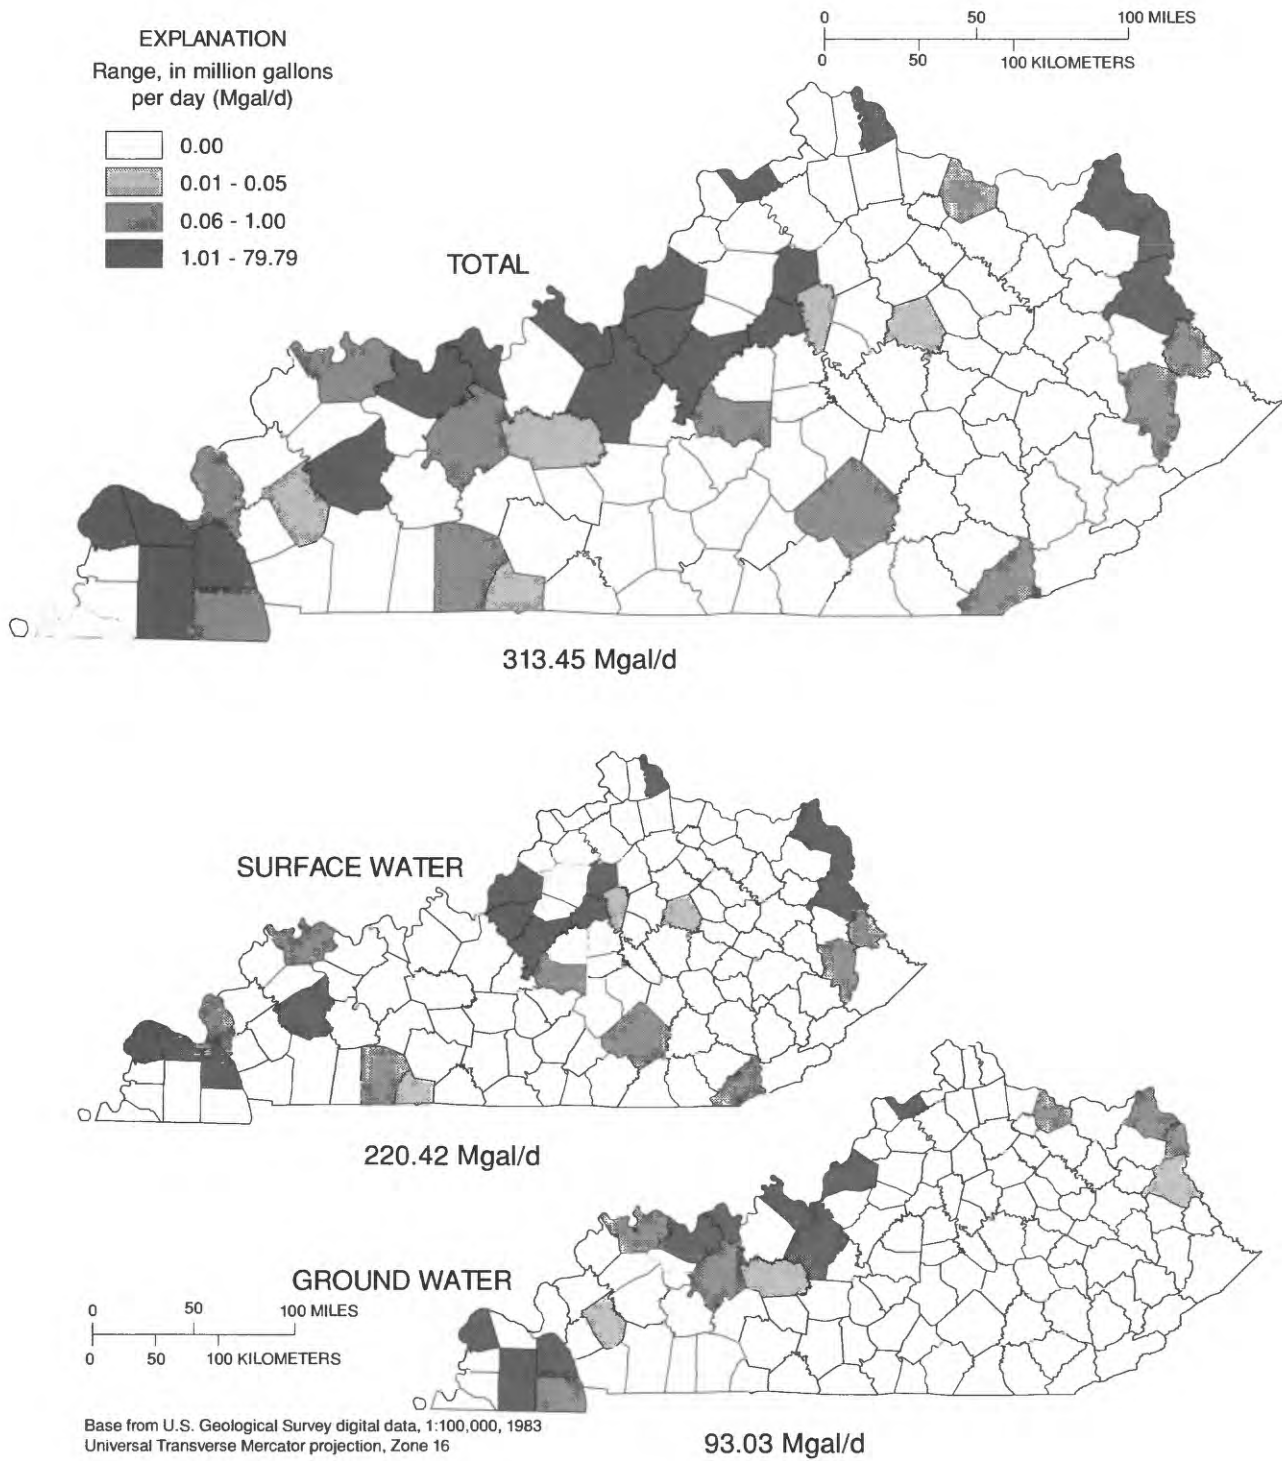 EXPLANATION
Range, in million gallons
per day (Mgal/d)
0.00
0.01 - 0.05
0.06 - 1.00
1.01 - 79.79
0 50 100 MILES
0 50 100 KILOMETERS
TOTAL
313.45 Mgal/d
SURFACE WATER
220.42 Mgal/d
GROUND WATER
0 50 100 MILES
0 50 100 KILOMETERS
93.03 Mgal/d
Base from U.S. Geological Survey digital data, 1:100,000, 1983
Universal Transverse Mercator projection, Zone 16